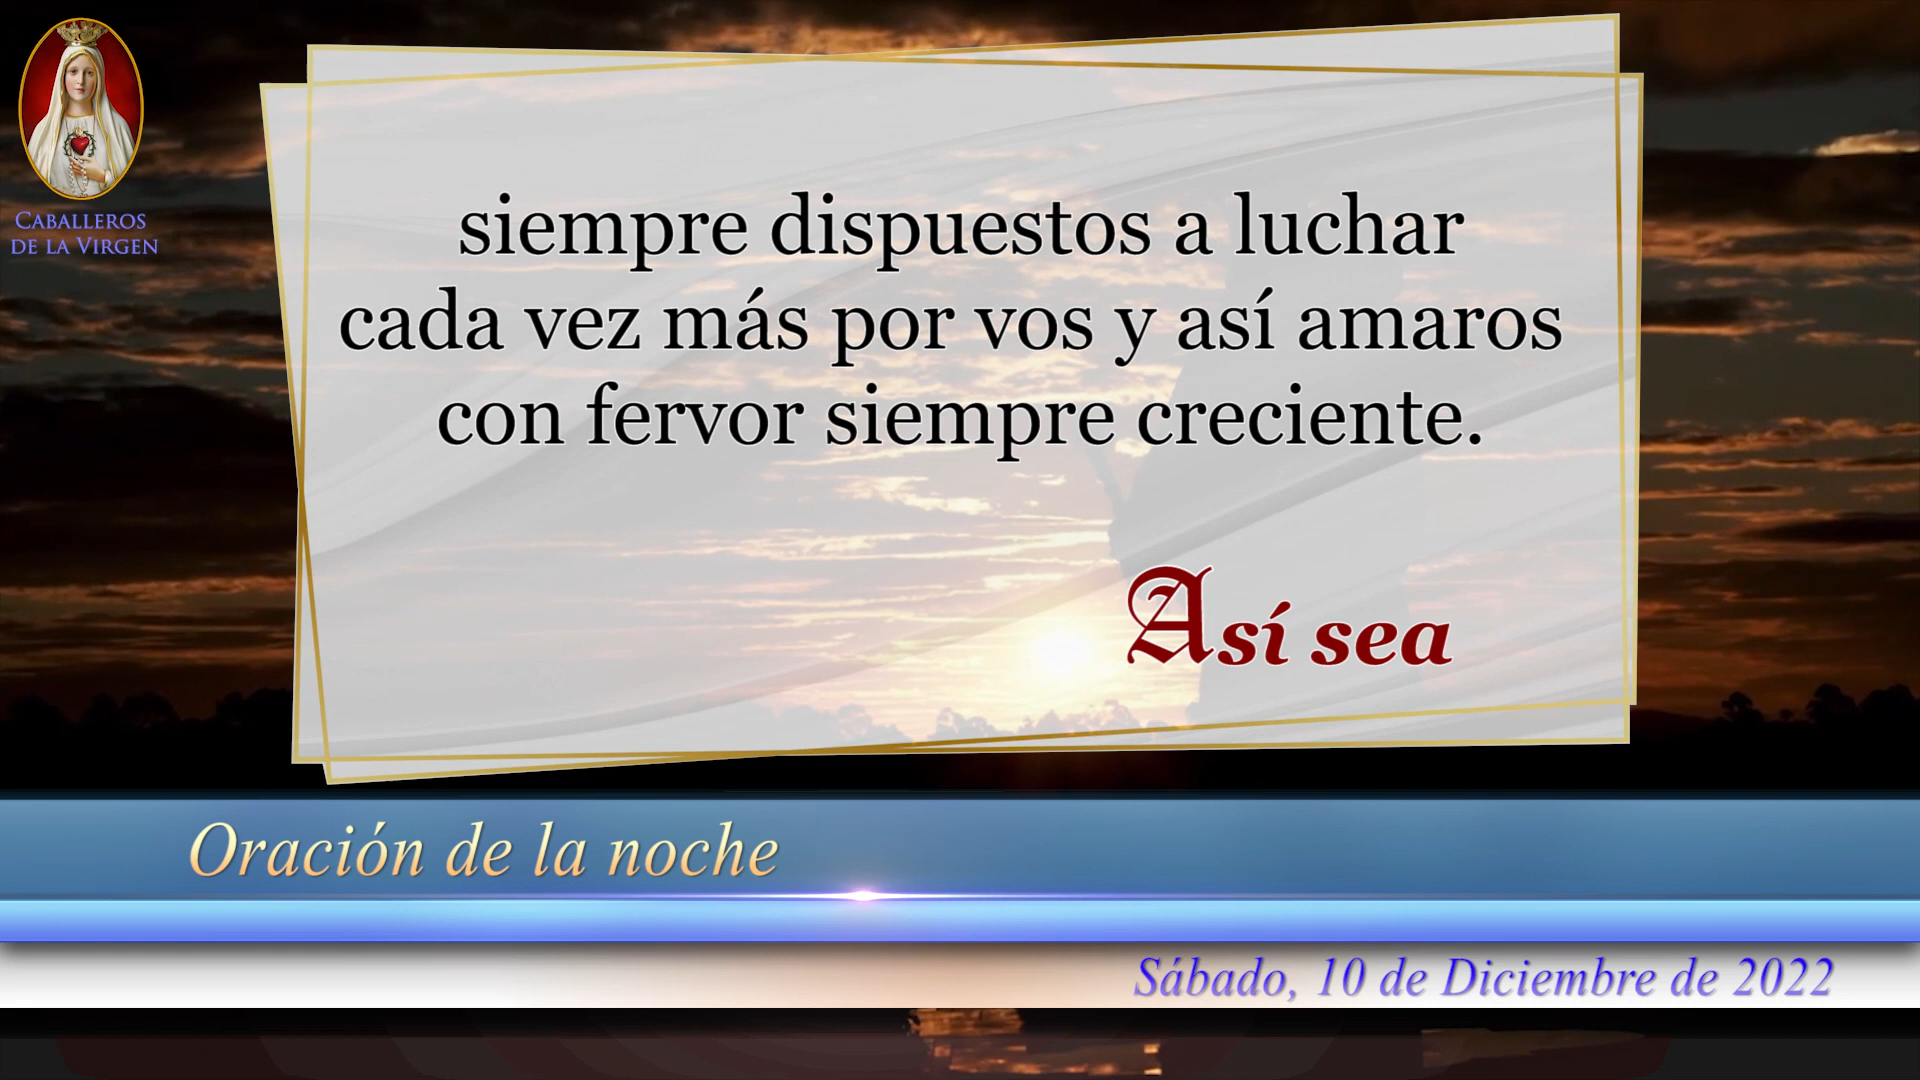 CABALLEROS
DE LA VIRGEN
siempre dispuestos a luchar
cada vez más por vos y así amaros
con fervor siempre creciente.
Así sea
Oración de la noche
Sábado, 10 de Diciembre de 2022